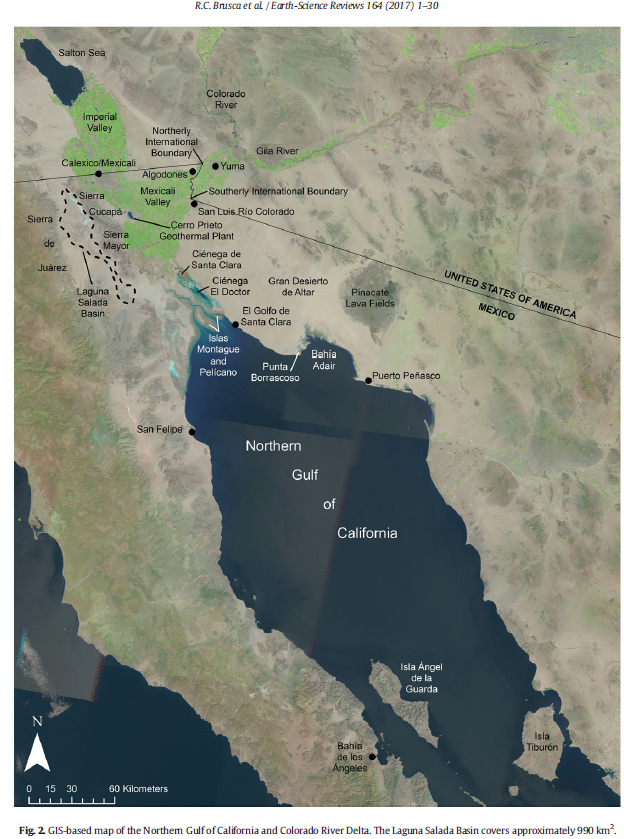 R.C. Brusca et al. / Earth-Science Reviews 164 (2017) 1–30
Salton Sea
Colorado
River
Imperial
Valley
Northerly
International
Boundary
Gila River
Calexico/Mexicali
Algodones
Yuma
Mexicali
Valley
Southerly International Boundary
San Luis Río Colorado
Sierra
Cucapá
Sierra
de
Juárez
Sierra
Mayor
Cerro Prieto
Geothermal Plant
Laguna
Salada
Basin
Ciénega de
Santa Clara
Ciénega
El Doctor
Gran Desierto
de Altar
Pinacate
Lava Fields
UNITED STATES OF AMERICA
MEXICO
El Golfo de
Santa Clara
Islas
Montague
and
Pelícano
Punta
Borrascoso
Bahía
Adair
Puerto Peñasco
San Felipe
Northern
Gulf
of
California
Isla Ángel
de la
Guarda
Isla
Tiburón
Bahía
de los
Ángeles
N
0 15 30 60 Kilometers
Fig. 2. GIS-based map of the Northern Gulf of California and Colorado River Delta. The Laguna Salada Basin covers approximately 990 km².